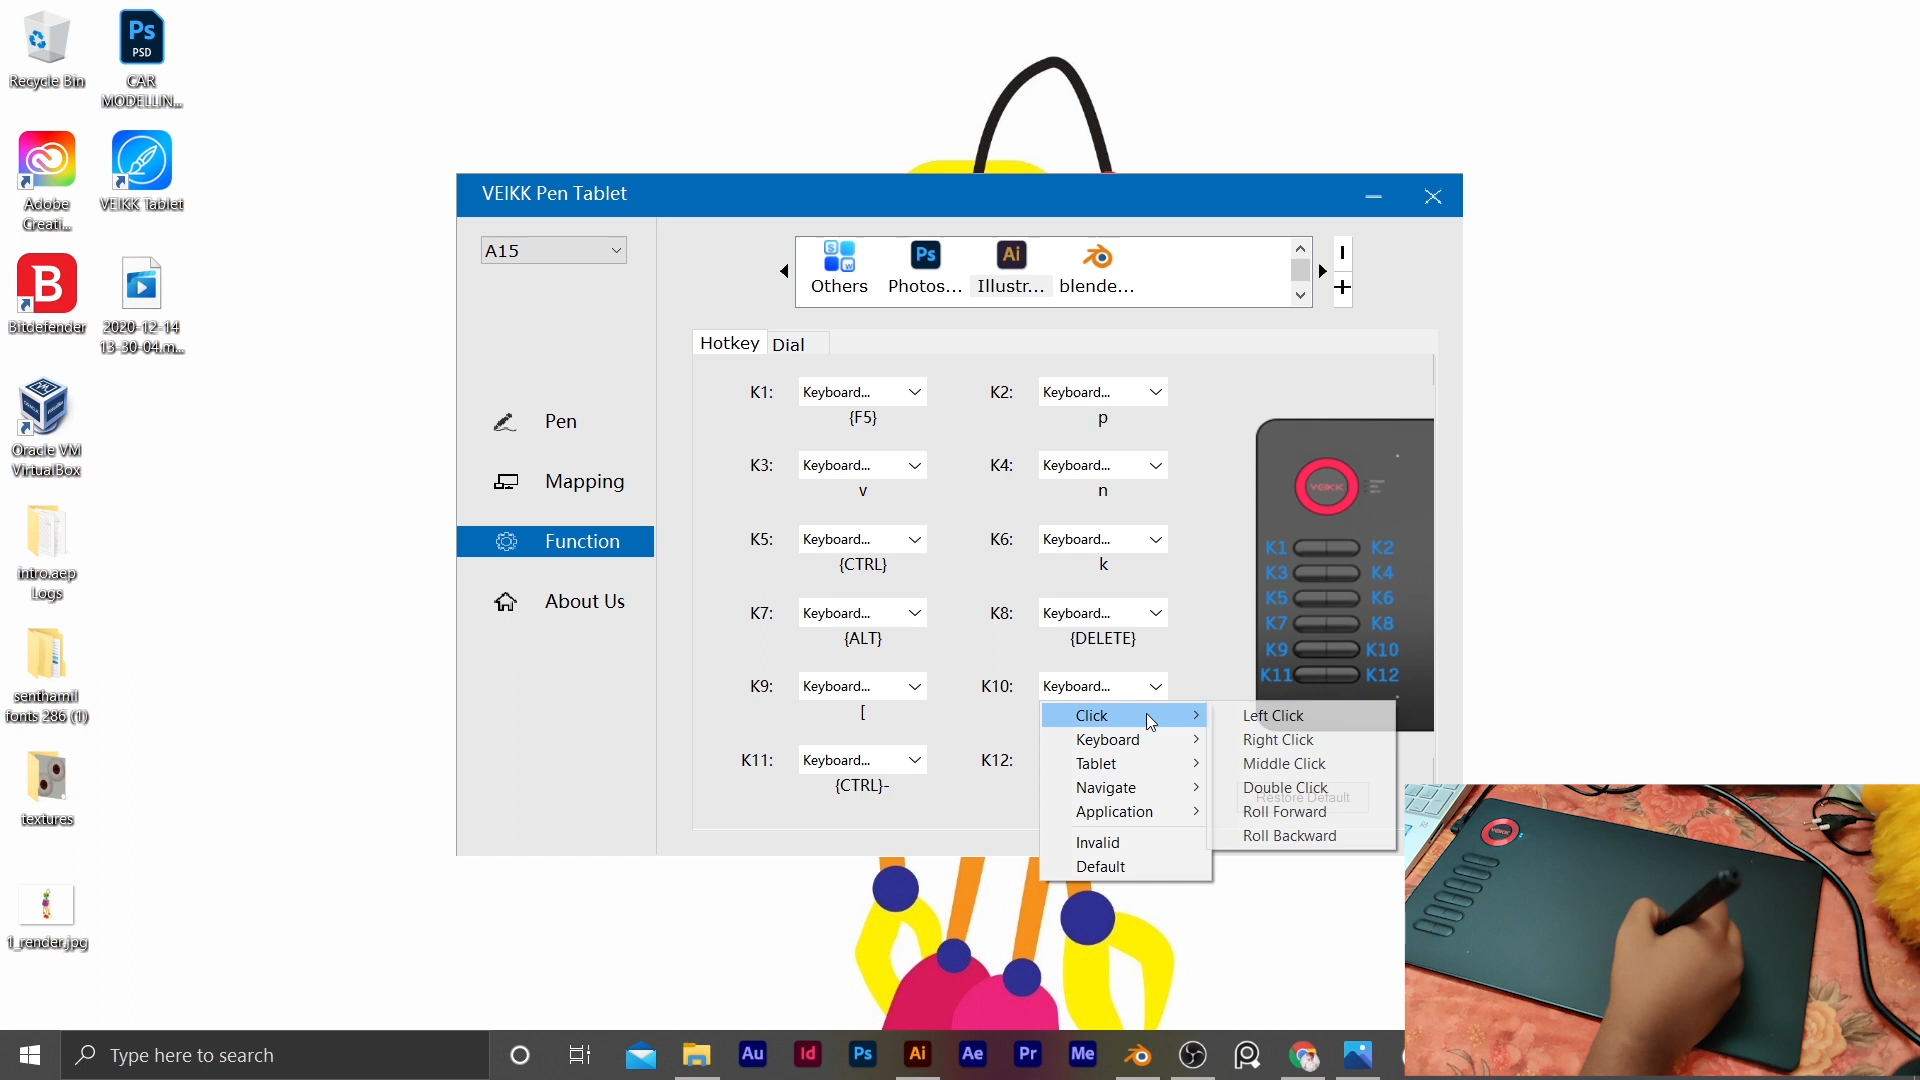 Recycle Bin
Ps
PSD
CAR
MODELLIN...
Adobe
Creati...
VEIKK Tablet
B
Bitdefender
2020-12-14
13-30-04.m...
Oracle VM
VirtualBox
intro.aep
Logs
senthamil
fonts 286 (1)
textures
1_render.jpg
VEIKK Pen Tablet
A15
Pen
Mapping
Function
About Us
S
W
Others
Ps
Photos...
Ai
Illustr...
blende...
Hotkey
Dial
K1: Keyboard...
{F5}
K2: Keyboard...
p
K3: Keyboard...
v
K4: Keyboard...
n
K5: Keyboard...
{CTRL}
K6: Keyboard...
k
K7: Keyboard...
{ALT}
K8: Keyboard...
{DELETE}
K9: Keyboard...
[
K10: Keyboard...
K11: Keyboard...
{CTRL}-
K12:
VEIKK
K1 K2
K3 K4
K5 K6
K7 K8
K9 K10
K11 K12
Click
Keyboard
Tablet
Navigate
Application
Invalid
Default
Left Click
Right Click
Middle Click
Double Click
Restore Default
Roll Forward
Roll Backward
VEIKK
Type here to search
Au
Id
Ps
Ai
Ae
Pr
Me